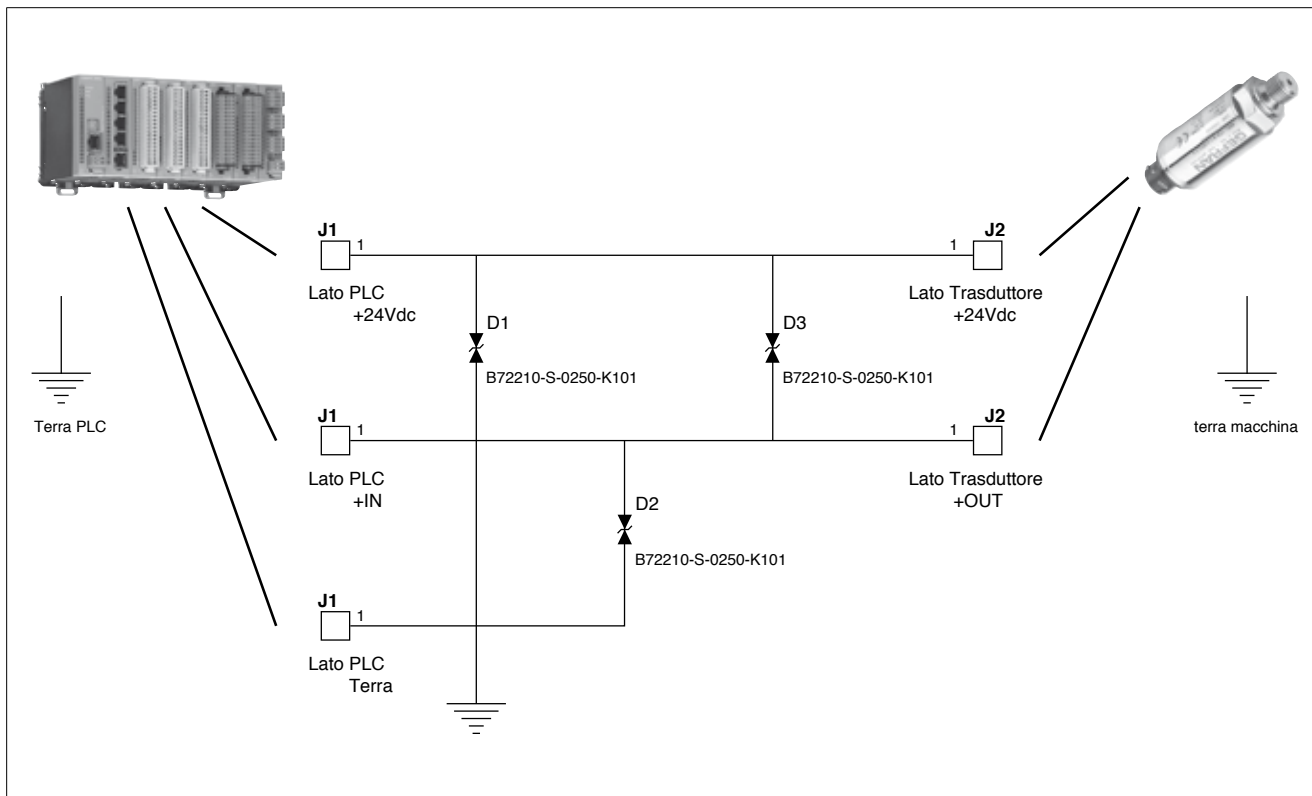 J1
1
Lato PLC
+24Vdc
1
J2
Lato Trasduttore
+24Vdc
D1
B72210-S-0250-K101
D3
B72210-S-0250-K101
Terra PLC
terra macchina
J1
1
Lato PLC
+IN
1
J2
Lato Trasduttore
+OUT
D2
B72210-S-0250-K101
J1
1
Lato PLC
Terra
GEFRAN